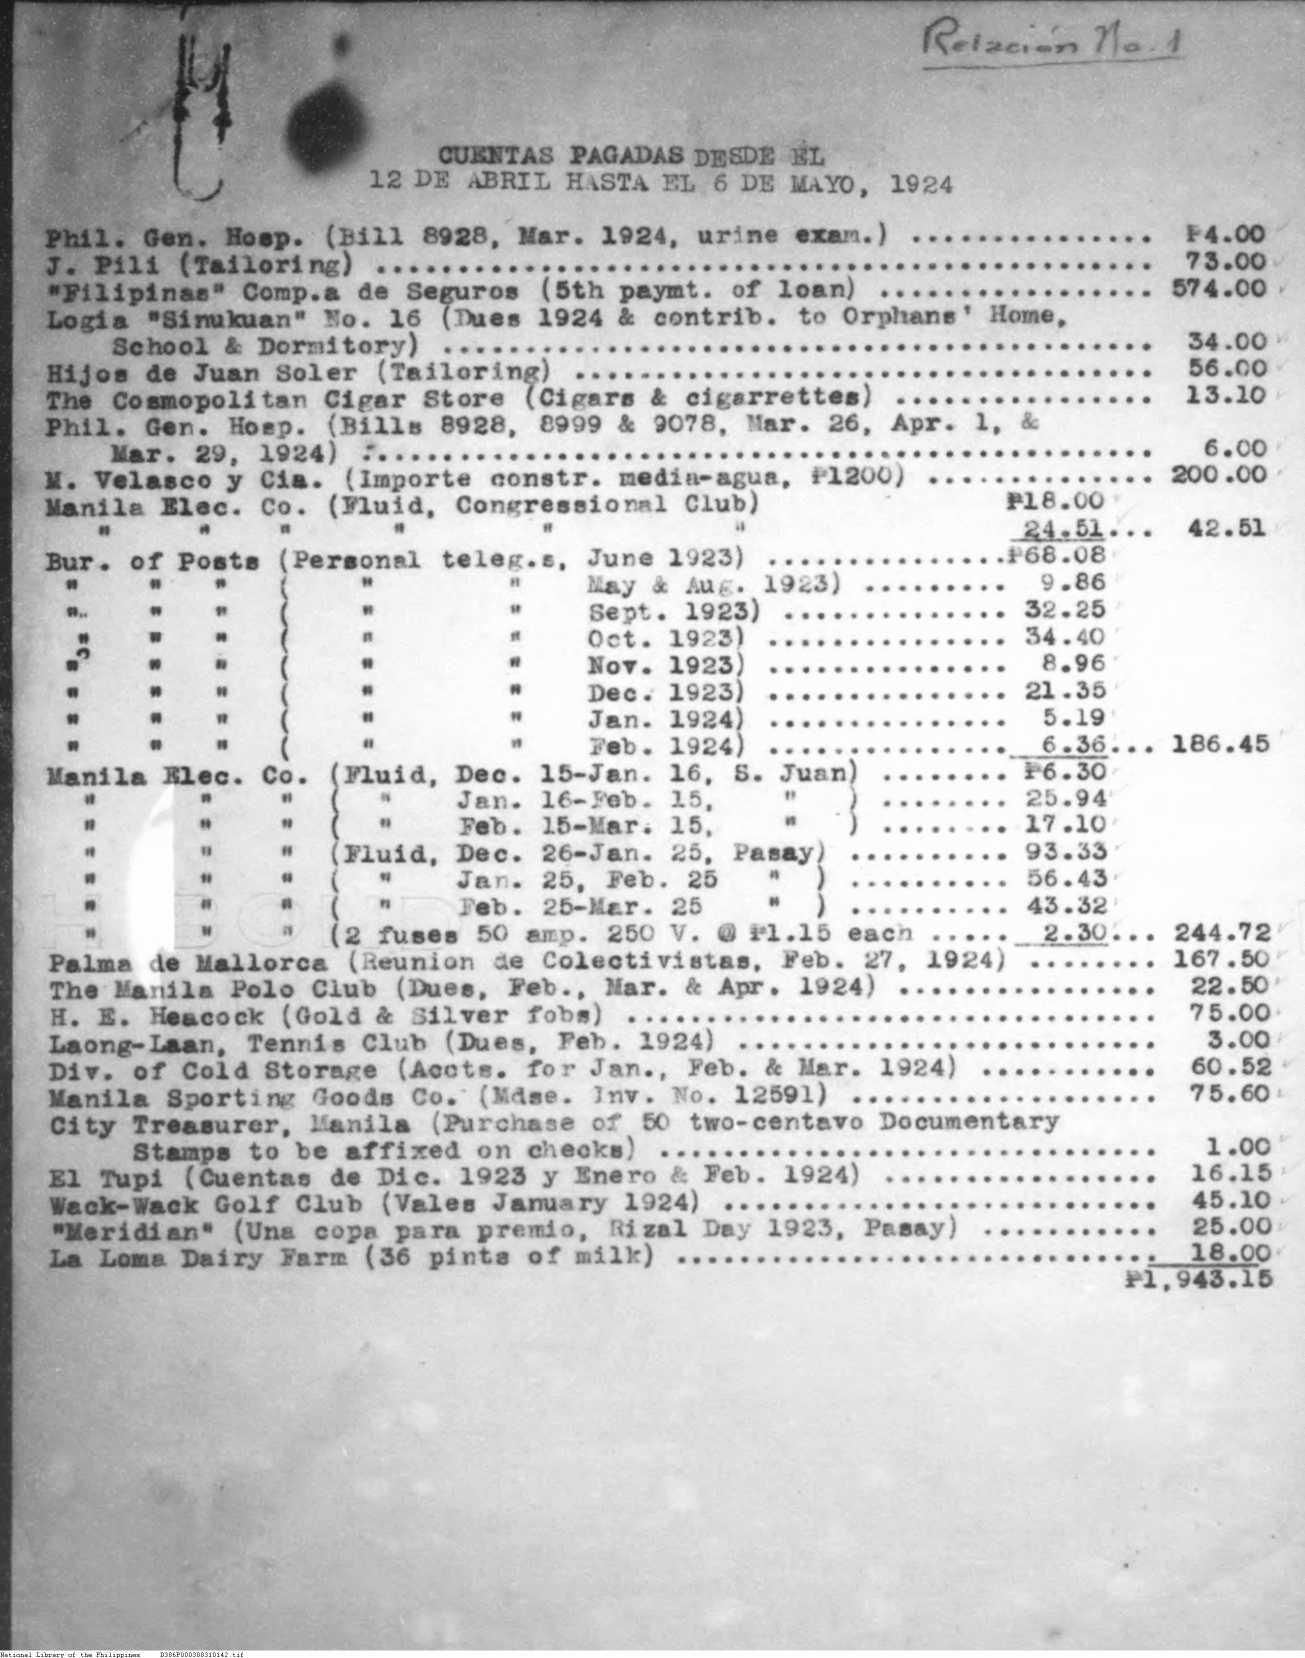 Relación No. 1
CUENTAS PAGADAS DESDE EL
12 DE ABRIL HASTA EL 6 DE MAYO, 1924
Phil. Gen. Hosp. (Bill 8928, Mar. 1924, urine exam.) ............... ₱4.00
J. Pili (Tailoring) ................................................ 73.00
"Filipinas" Comp.a de Seguros (5th paymt. of loan) ................. 574.00
Logia "Sinukuan" No. 16 (Dues 1924 & contrib. to Orphans' Home,
School & Dormitory) ............................................ 34.00
Hijos de Juan Soler (Tailoring) .................................... 56.00
The Cosmopolitan Cigar Store (Cigars & cigarrettes) ................ 13.10
Phil. Gen. Hosp. (Bills 8928, 8999 & 9078, Mar. 26, Apr. 1, &
Mar. 29, 1924) ................................................. 6.00
M. Velasco y Cia. (Importe constr. media-agua, ₱1200) .............. 200.00
Manila Elec. Co. (Fluid, Congressional Club) ₱18.00
" " " " " " 24.51... 42.51
Bur. of Posts (Personal teleg.s, June 1923) ...............₱68.08
" " " ( " " May & Aug. 1923) ......... 9.86
" " " ( " " Sept. 1923) .............. 32.25
" " " ( " " Oct. 1923) ............... 34.40
" " " ( " " Nov. 1923) ............... 8.96
" " " ( " " Dec. 1923) ............... 21.35
" " " ( " " Jan. 1924) ............... 5.19
" " " ( " " Feb. 1924) ............... 6.36... 186.45
Manila Elec. Co. (Fluid, Dec. 15-Jan. 16, S. Juan) ........ ₱6.30
" " " ( " Jan. 16-Feb. 15, " ) ........ 25.94
" " " ( " Feb. 15-Mar. 15, " ) ........ 17.10
" " " (Fluid, Dec. 26-Jan. 25, Pasay) .......... 93.33
" " " ( " Jan. 25, Feb. 25 " ) .......... 56.43
" " " ( " Feb. 25-Mar. 25 " ) .......... 43.32
" " " (2 fuses 50 amp. 250 V. @ ₱1.15 each ..... 2.30... 244.72
Palma de Mallorca (Reunion de Colectivistas, Feb. 27, 1924) ........ 167.50
The Manila Polo Club (Dues, Feb., Mar. & Apr. 1924) ................ 22.50
H. E. Heacock (Gold & Silver fobs) ................................. 75.00
Laong-Laan, Tennis Club (Dues, Feb. 1924) .......................... 3.00
Div. of Cold Storage (Accts. for Jan., Feb. & Mar. 1924) ........... 60.52
Manila Sporting Goods Co. (Mdse. Inv. No. 12591) ................... 75.60
City Treasurer, Manila (Purchase of 50 two-centavo Documentary
Stamps to be affixed on checks) ............................... 1.00
El Tupi (Cuentas de Dic. 1923 y Enero & Feb. 1924) ................. 16.15
Wack-Wack Golf Club (Vales January 1924) ........................... 45.10
"Meridian" (Una copa para premio, Rizal Day 1923, Pasay) ........... 25.00
La Loma Dairy Farm (36 pints of milk) .............................. 18.00
₱1,943.15
National Library of the Philippines D386P000388310142.tif